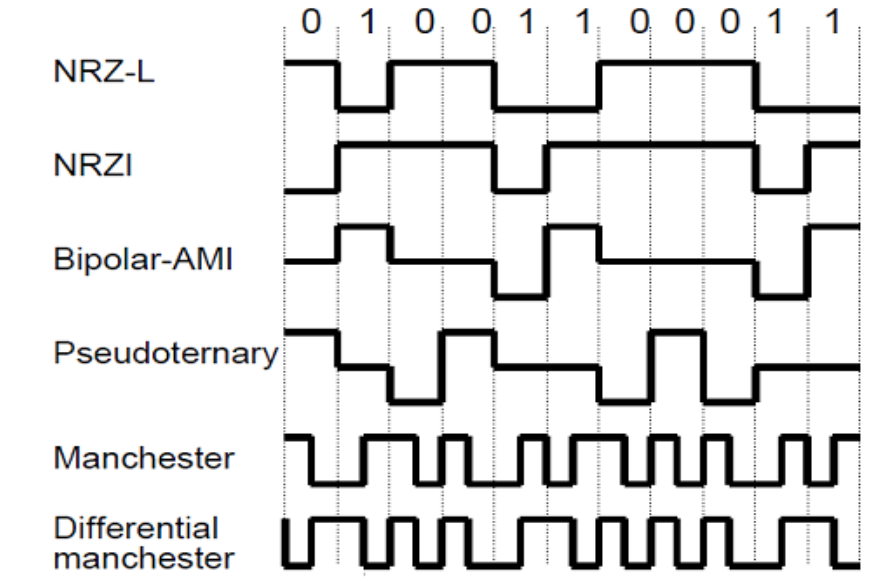 0 1 0 0 1 1 0 0 0 1 1
NRZ-L
NRZI
Bipolar-AMI
Pseudoternary
Manchester
Differential
manchester